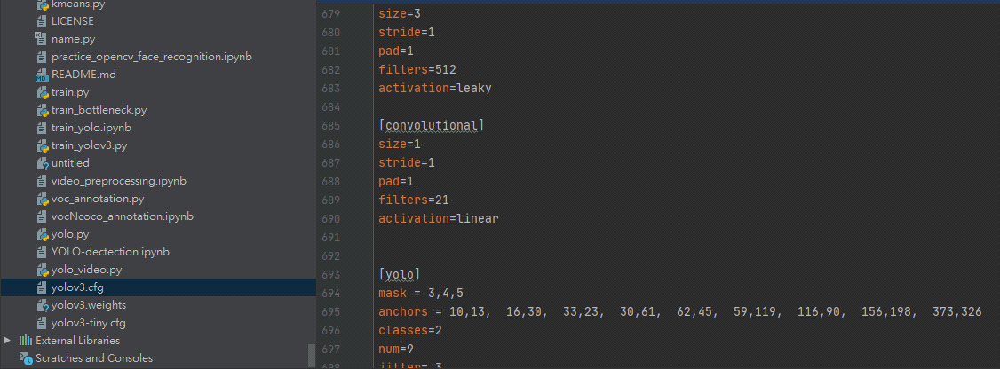 kmeans.py
LICENSE
name.py
practice_opencv_face_recognition.ipynb
README.md
train.py
train_bottleneck.py
train_yolo.ipynb
train_yolov3.py
untitled
video_preprocessing.ipynb
voc_annotation.py
vocNcoco_annotation.ipynb
yolo.py
YOLO-dectection.ipynb
yolo_video.py
yolov3.cfg
yolov3.weights
yolov3-tiny.cfg
External Libraries
Scratches and Consoles
679 size=3
680 stride=1
681 pad=1
682 filters=512
683 activation=leaky
684
685 [convolutional]
686 size=1
687 stride=1
688 pad=1
689 filters=21
690 activation=linear
691
692
693 [yolo]
694 mask = 3,4,5
695 anchors = 10,13,  16,30,  33,23,  30,61,  62,45,  59,119,  116,90,  156,198,  373,326
696 classes=2
697 num=9
698 jitter=.3